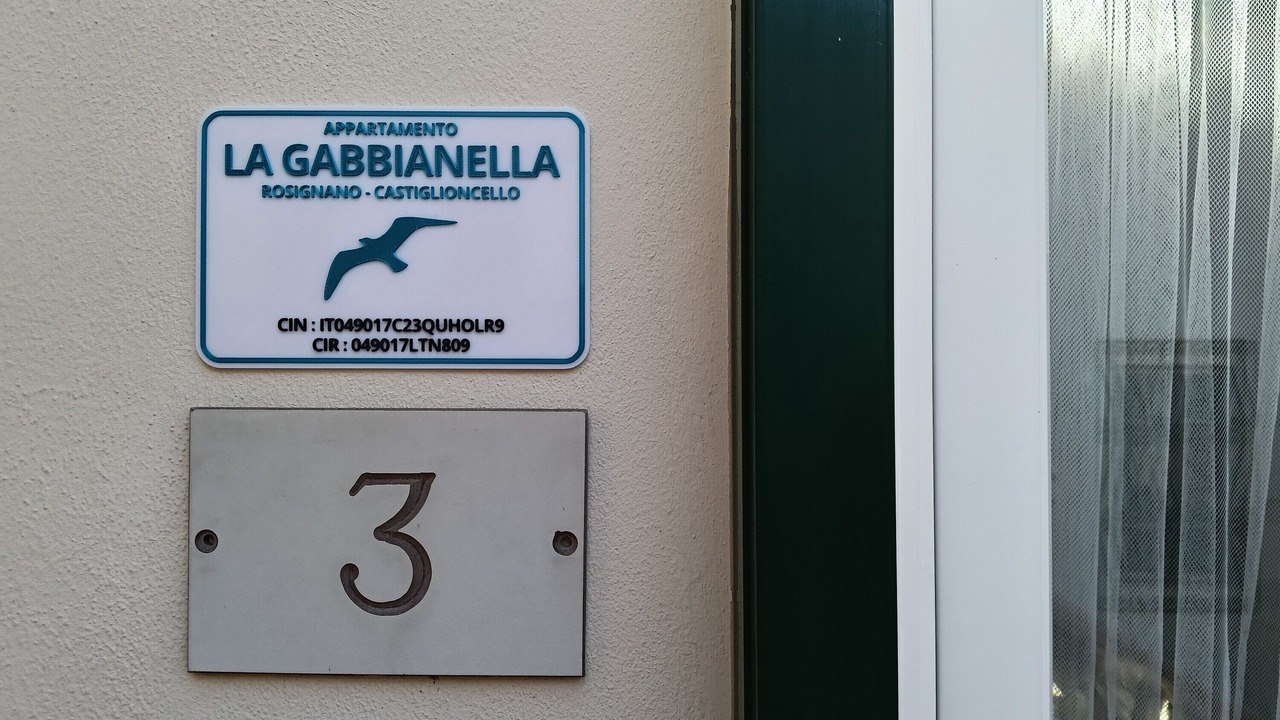 APPARTAMENTO
LA GABBIANELLA
ROSIGNANO - CASTIGLIONCELLO
CIN : IT049017C23QUHOLR9
CIR : 049017LTN809
3